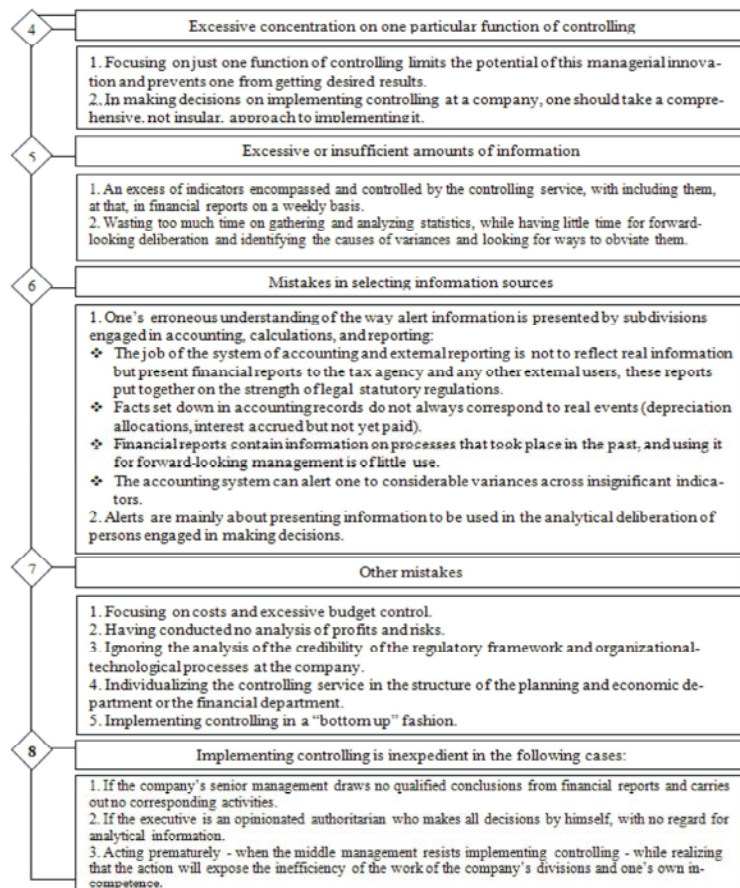 4
Excessive concentration on one particular function of controlling
1. Focusing on just one function of controlling limits the potential of this managerial innova-
tion and prevents one from getting desired results.
2. In making decisions on implementing controlling at a company, one should take a compre-
hensive, not insular, approach to implementing it.
5
Excessive or insufficient amounts of information
1. An excess of indicators encompassed and controlled by the controlling service, with including them,
at that, in financial reports on a weekly basis.
2. Wasting too much time on gathering and analyzing statistics, while having little time for forward-
looking deliberation and identifying the causes of variances and looking for ways to obviate them.
6
Mistakes in selecting information sources
1. One's erroneous understanding of the way alert information is presented by subdivisions
engaged in accounting, calculations, and reporting:
❖ The job of the system of accounting and external reporting is not to reflect real information
but present financial reports to the tax agency and any other external users, these reports
put together on the strength of legal statutory regulations.
❖ Facts set down in accounting records do not always correspond to real events (depreciation
allocations, interest accrued but not yet paid).
❖ Financial reports contain information on processes that took place in the past, and using it
for forward-looking management is of little use.
❖ The accounting system can alert one to considerable variances across insignificant indica-
tors.
2. Alerts are mainly about presenting information to be used in the analytical deliberation of
persons engaged in making decisions.
7
Other mistakes
1. Focusing on costs and excessive budget control.
2. Having conducted no analysis of profits and risks.
3. Ignoring the analysis of the credibility of the regulatory framework and organizational-
technological processes at the company.
4. Individualizing the controlling service in the structure of the planning and economic de-
partment or the financial department.
5. Implementing controlling in a "bottom up" fashion.
8
Implementing controlling is inexpedient in the following cases:
1. If the company's senior management draws no qualified conclusions from financial reports and carries
out no corresponding activities.
2. If the executive is an opinionated authoritarian who makes all decisions by himself, with no regard for
analytical information.
3. Acting prematurely - when the middle management resists implementing controlling - while realizing
that the action will expose the inefficiency of the work of the company's divisions and one's own in-
competence.